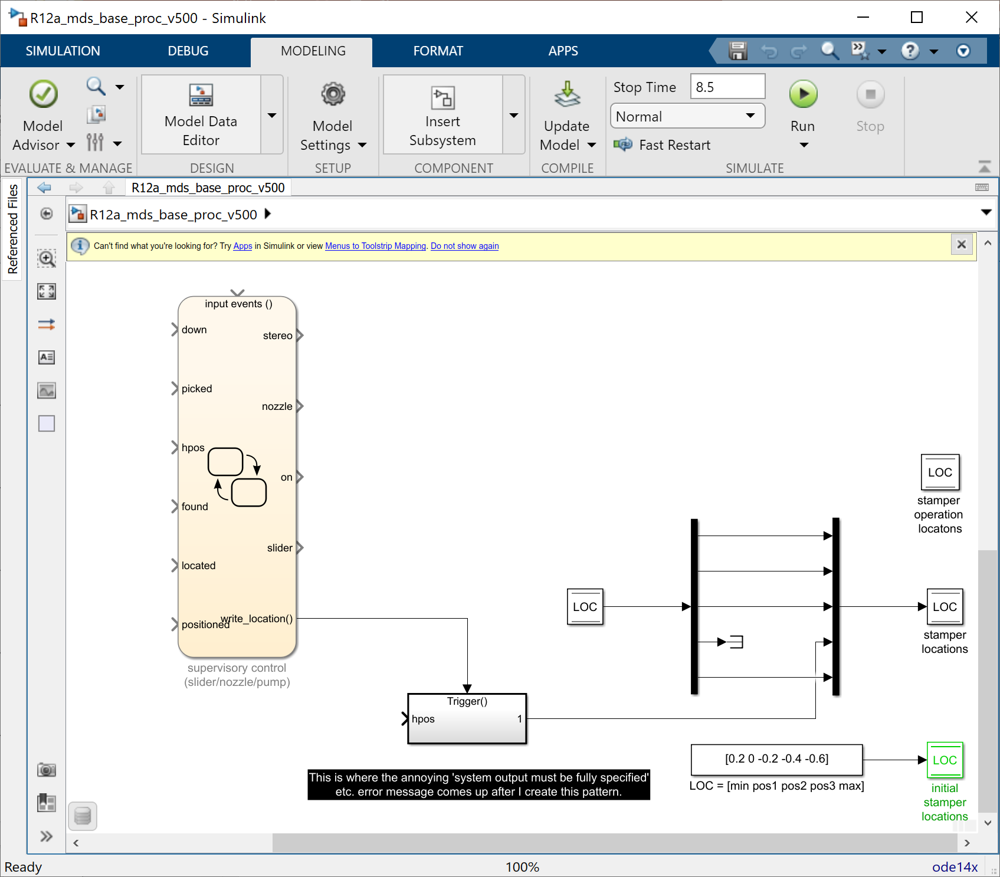 R12a_mds_base_proc_v500 - Simulink
SIMULATION
DEBUG
MODELING
FORMAT
APPS
Model
Advisor
EVALUATE & MANAGE
Model Data
Editor
DESIGN
Model
Settings
SETUP
Insert
Subsystem
COMPONENT
Update
Model
COMPILE
Stop Time
8.5
Normal
Fast Restart
Run
Stop
SIMULATE
Referenced Files
R12a_mds_base_proc_v500
R12a_mds_base_proc_v500
Can't find what you're looking for? Try Apps in Simulink or view Menus to Toolstrip Mapping. Do not show again
input events ()
down
stereo
picked
nozzle
hpos
on
found
slider
located
write_location()
positioned
supervisory control
(slider/nozzle/pump)
Trigger()
hpos
1
This is where the annoying 'system output must be fully specified'
etc. error message comes up after I create this pattern.
LOC
LOC
stamper
operation
locatons
LOC
stamper
locations
[0.2 0 -0.2 -0.4 -0.6]
LOC = [min pos1 pos2 pos3 max]
LOC
initial
stamper
locations
Ready
100%
ode14x